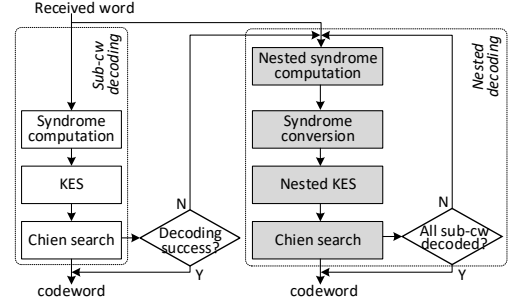 Received word
Sub-cw
decoding
Syndrome
computation
KES
Chien search
N
Decoding
success?
Y
codeword
Nested
decoding
Nested syndrome
computation
Syndrome
conversion
Nested KES
Chien search
N
All sub-cw
decoded?
Y
codeword